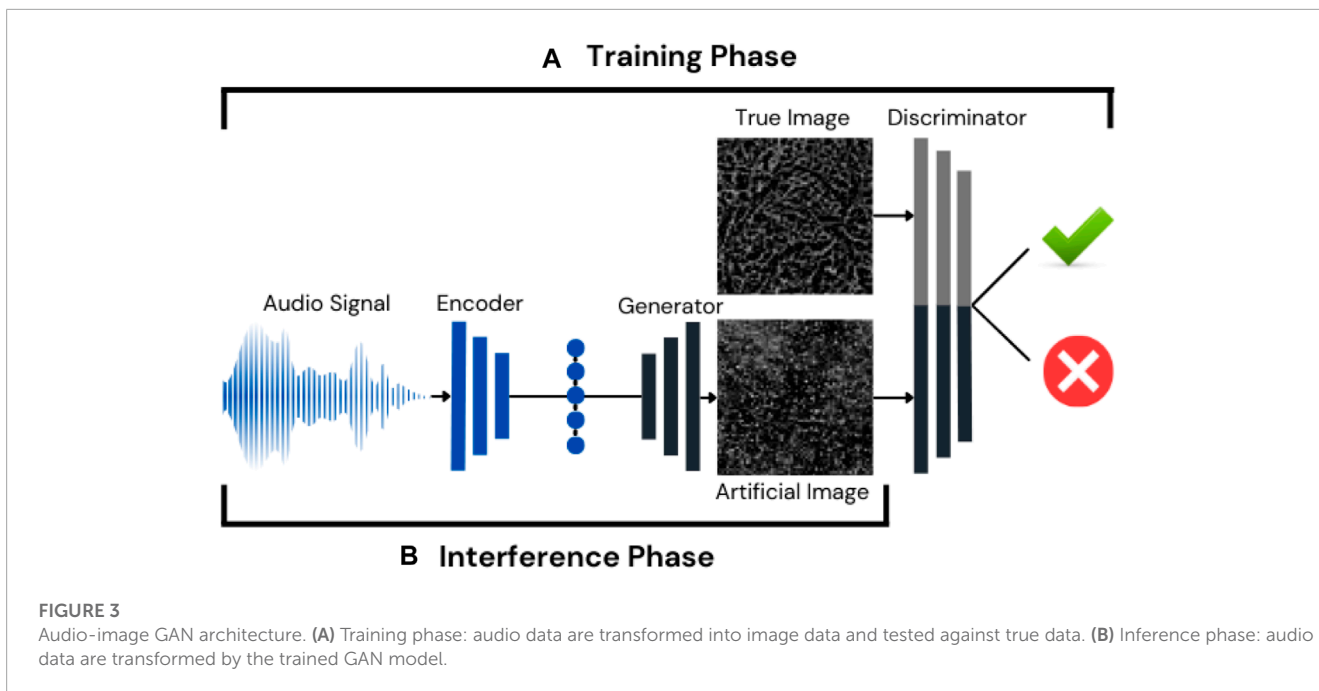 A Training Phase
True Image
Discriminator
Audio Signal
Encoder
Generator
Artificial Image
B Interference Phase
FIGURE 3
Audio-image GAN architecture. (A) Training phase: audio data are transformed into image data and tested against true data. (B) Inference phase: audio
data are transformed by the trained GAN model.